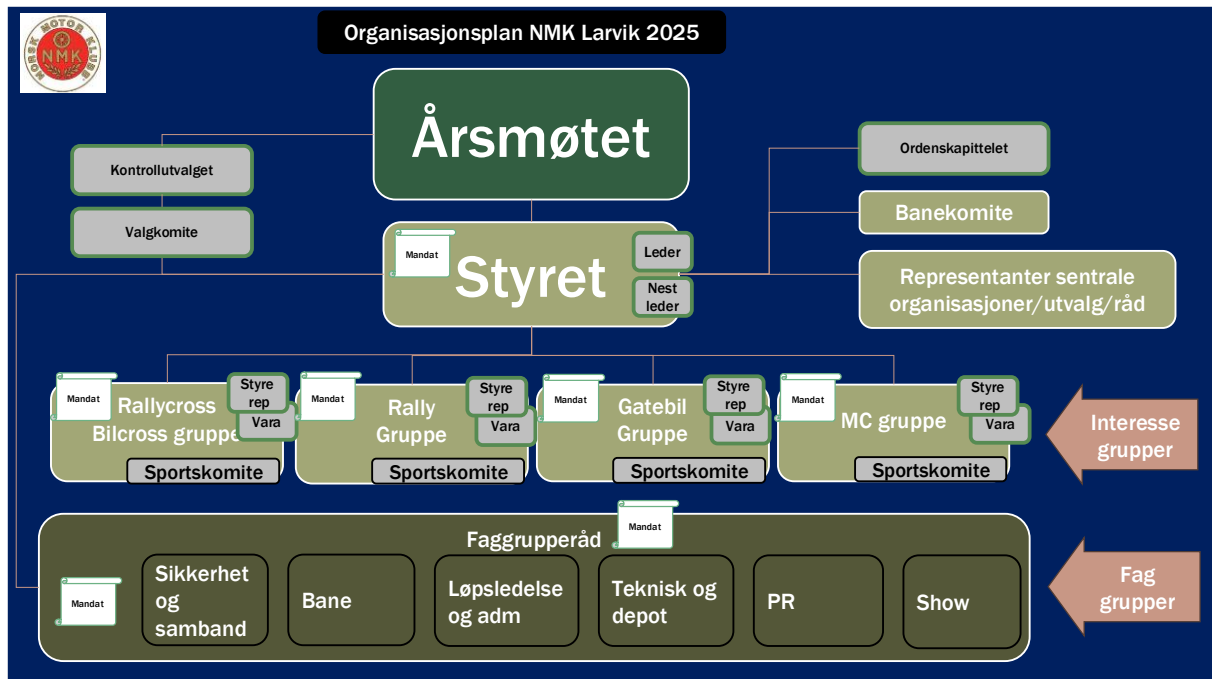 Organisasjonsplan NMK Larvik 2025
NORSK MOTOR KLUBB
NMK
Årsmøtet
Kontrollutvalget
Valgkomite
Ordenskapittelet
Banekomite
Representanter sentrale
organisasjoner/utvalg/råd
Mandat
Styret
Leder
Nest
leder
Mandat
Rallycross
Bilcross gruppe
Styre
rep
Vara
Sportskomite
Mandat
Rally
Gruppe
Styre
rep
Vara
Sportskomite
Mandat
Gatebil
Gruppe
Styre
rep
Vara
Sportskomite
Mandat
MC gruppe
Styre
rep
Vara
Sportskomite
Interesse
grupper
Faggrupperåd
Mandat
Mandat
Sikkerhet
og
samband
Bane
Løpsledelse
og adm
Teknisk og
depot
PR
Show
Fag
grupper